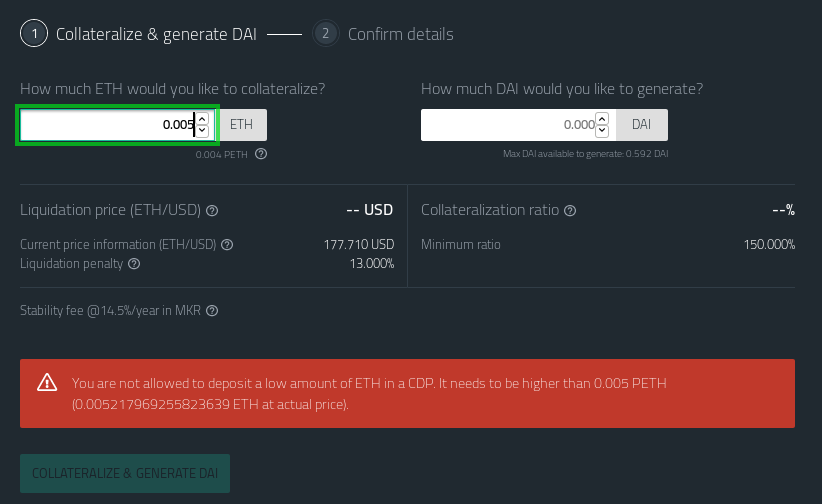 1 Collateralize & generate DAI 2 Confirm details
How much ETH would you like to collateralize?
0.005 ETH
0.004 PETH ?
How much DAI would you like to generate?
0.000 DAI
Max DAI available to generate: 0.592 DAI
Liquidation price (ETH/USD) ? -- USD
Current price information (ETH/USD) ? 177.710 USD
Liquidation penalty ? 13.000%
Collateralization ratio ? --%
Minimum ratio 150.000%
Stability fee @14.5%/year in MKR ?
You are not allowed to deposit a low amount of ETH in a CDP. It needs to be higher than 0.005 PETH
(0.005217969255823639 ETH at actual price).
COLLATERALIZE & GENERATE DAI